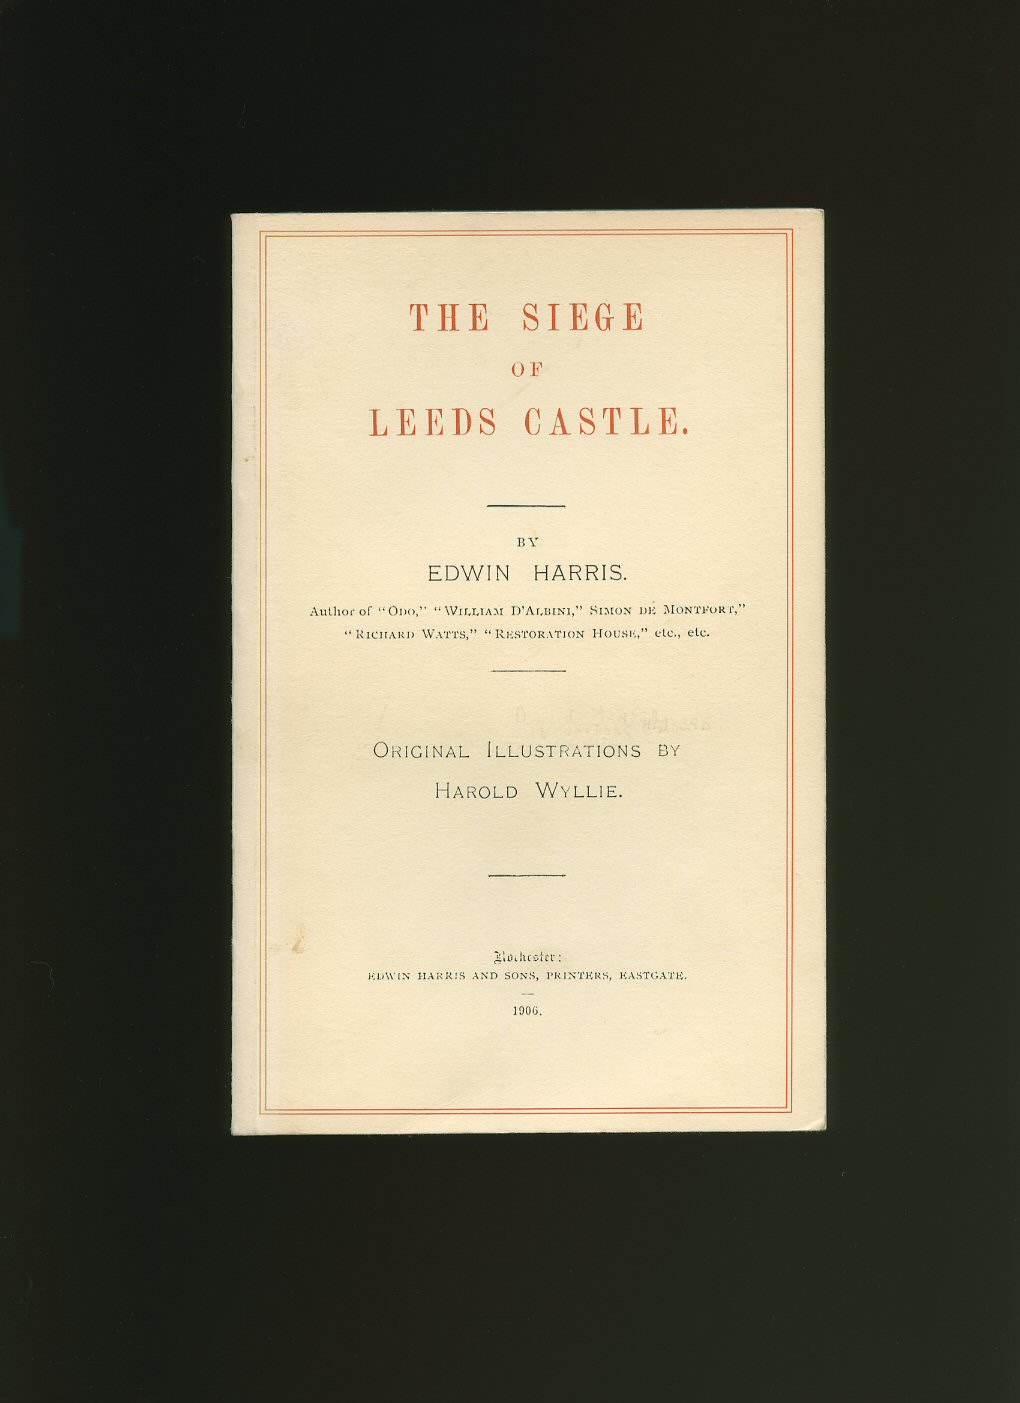 THE SIEGE
OF
LEEDS CASTLE.
BY
EDWIN HARRIS.
Author of "ODO," "WILLIAM D'ALBINI," SIMON DE MONTFORT,"
"RICHARD WATTS," "RESTORATION HOUSE," etc., etc.
ORIGINAL ILLUSTRATIONS BY
HAROLD WYLLIE.
Rochester:
EDWIN HARRIS AND SONS, PRINTERS, EASTGATE.
1906.